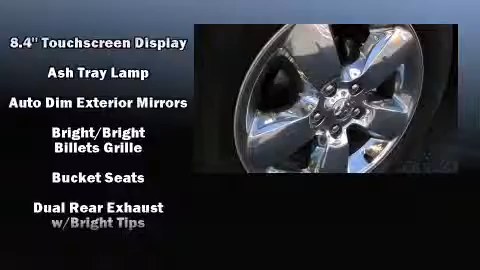 8.4" Touchscreen Display
Ash Tray Lamp
Auto Dim Exterior Mirrors
Bright/Bright
Billets Grille
Bucket Seats
Dual Rear Exhaust
w/Bright Tips